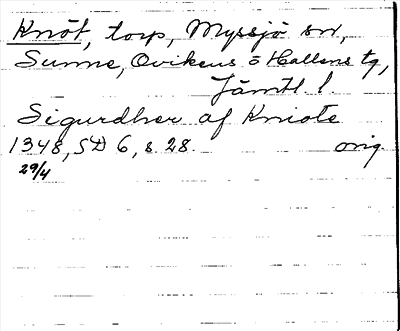 Knöt, torp, Myssjö sn,
Sunne, Ovikens o Hallens tg,
Jämtl. l.
Sigurdher af Kniote
1348, SD 6, s. 28. orig.
29/4